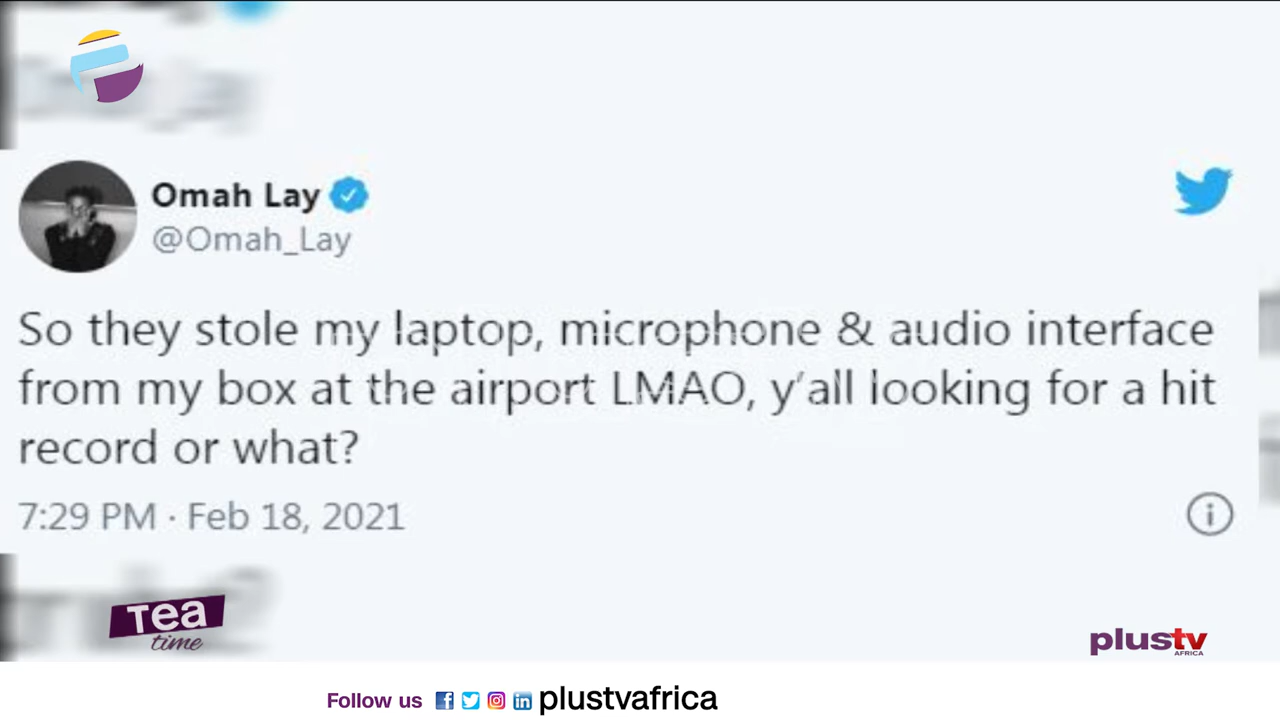 Omah Lay
@Omah_Lay
So they stole my laptop, microphone & audio interface
from my box at the airport LMAO, y'all looking for a hit
record or what?
7:29 PM · Feb 18, 2021
Tea
time
plustv
AFRICA
Follow us plustvafrica